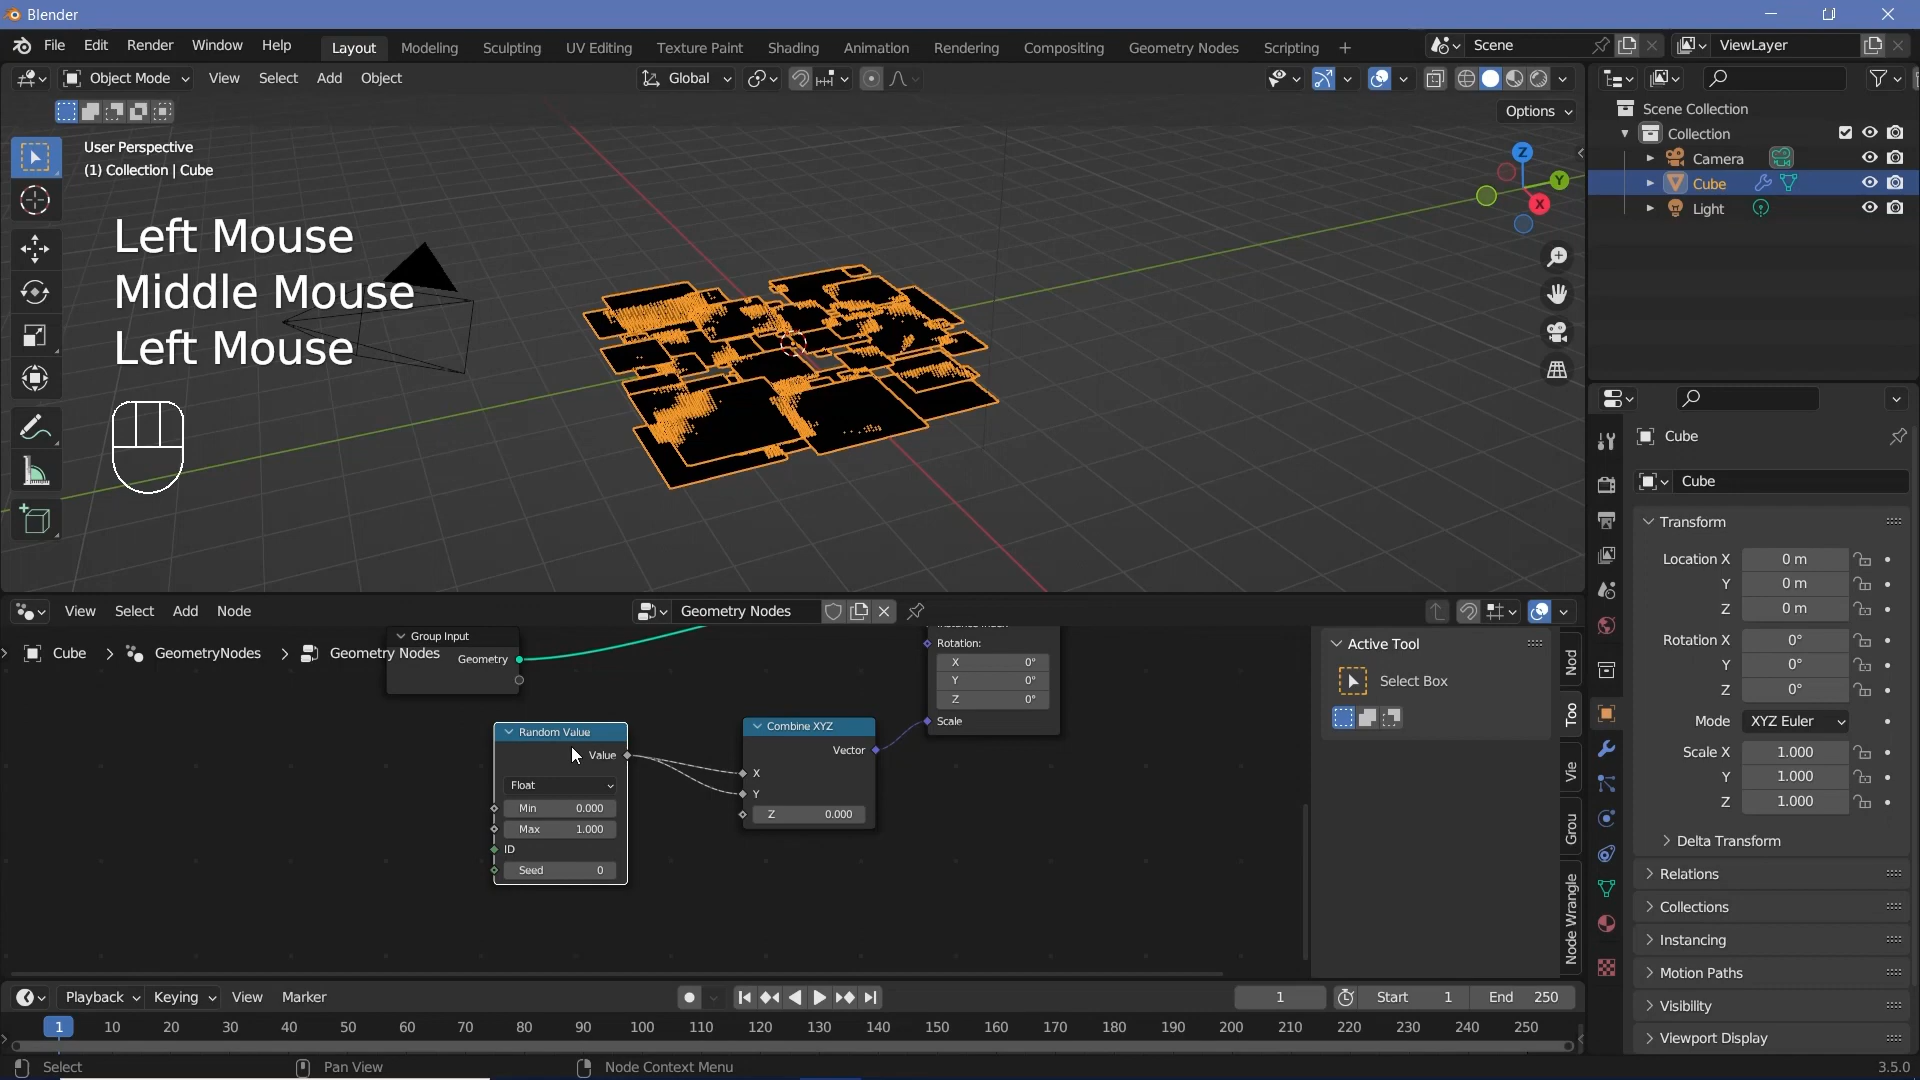 Blender
File Edit Render Window Help
Layout Modeling Sculpting UV Editing Texture Paint Shading Animation Rendering Compositing Geometry Nodes Scripting +
Scene
ViewLayer
Object Mode View Select Add Object
Global
Options
User Perspective
(1) Collection | Cube
Left Mouse
Middle Mouse
Left Mouse
Z
Y
X
Scene Collection
Collection
Camera
Cube
Light
Cube
Cube
Transform
Location X 0 m
Y 0 m
Z 0 m
Rotation X 0°
Y 0°
Z 0°
Mode XYZ Euler
Scale X 1.000
Y 1.000
Z 1.000
Delta Transform
Relations
Collections
Instancing
Motion Paths
Visibility
Viewport Display
View Select Add Node
Geometry Nodes
Cube > GeometryNodes > Geometry Nodes
Group Input
Geometry
Rotation:
X 0°
Y 0°
Z 0°
Scale
Random Value
Value
Float
Min 0.000
Max 1.000
ID
Seed 0
Combine XYZ
Vector
X
Y
Z 0.000
Active Tool
Select Box
Nod
Too
Vie
Grou
Node Wrangle
Playback Keying View Marker
1
Start 1
End 250
1 10 20 30 40 50 60 70 80 90 100 110 120 130 140 150 160 170 180 190 200 210 220 230 240 250
Select
Pan View
Node Context Menu
3.5.0